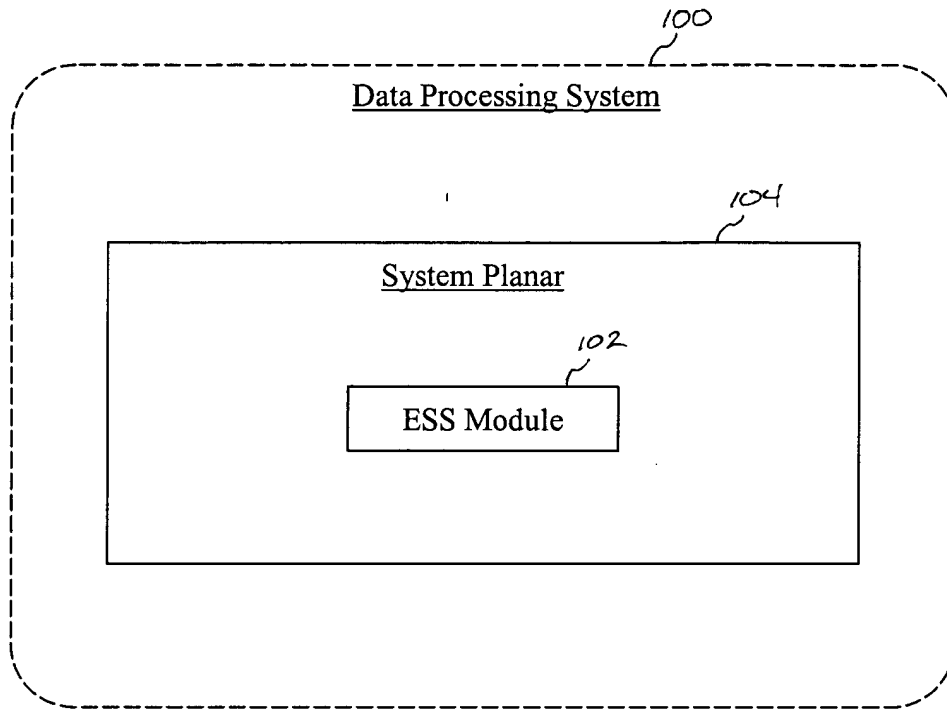 100
Data Processing System
104
System Planar
102
ESS Module